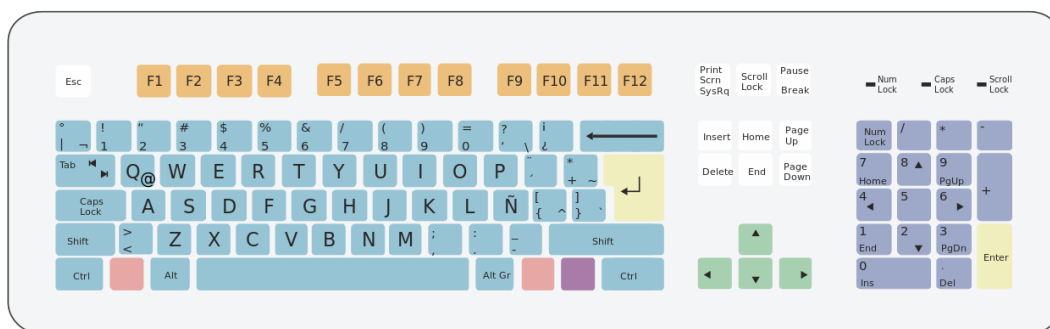 Esc F1 F2 F3 F4 F5 F6 F7 F8 F9 F10 F11 F12 Print Scrn SysRq Scroll Lock Pause Break Num Lock Caps Lock Scroll Lock
° | ¬ ! 1 " 2 # 3 $ 4 % 5 & 6 / 7 ( 8 ) 9 = 0 ? ' \ ¡ ¿ Insert Home Page Up Num Lock / * -
Tab Q @ W E R T Y U I O P ¨ ´ * + ~ Delete End Page Down 7 Home 8 9 PgUp +
Caps Lock A S D F G H J K L Ñ [ { ^ ] } ` 4 5 6
Shift > < Z X C V B N M ; , : . _ - Shift 1 End 2 3 PgDn Enter
Ctrl Alt Alt Gr Ctrl 0 Ins . Del